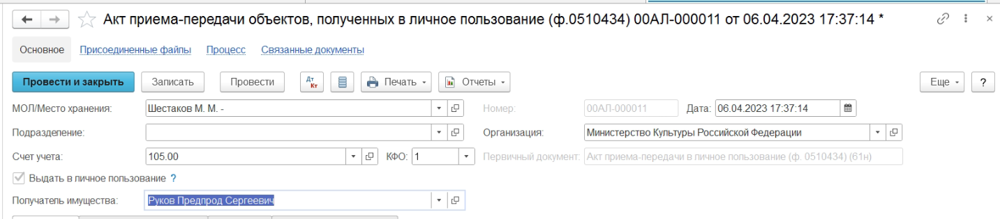 Акт приема-передачи объектов, полученных в личное пользование (ф.0510434) 00АЛ-000011 от 06.04.2023 17:37:14 *
Основное Присоединенные файлы Процесс Связанные документы
Провести и закрыть Записать Провести Дт Кт Печать Отчеты Еще ?
МОЛ/Место хранения: Шестаков М. М. - Номер: 00АЛ-000011 Дата: 06.04.2023 17:37:14
Подразделение: Организация: Министерство Культуры Российской Федерации
Счет учета: 105.00 КФО: 1 Первичный документ: Акт приема-передачи в личное пользование (ф. 0510434) (61н)
Выдать в личное пользование ?
Получатель имущества: Руков Предпрод Сергеевич